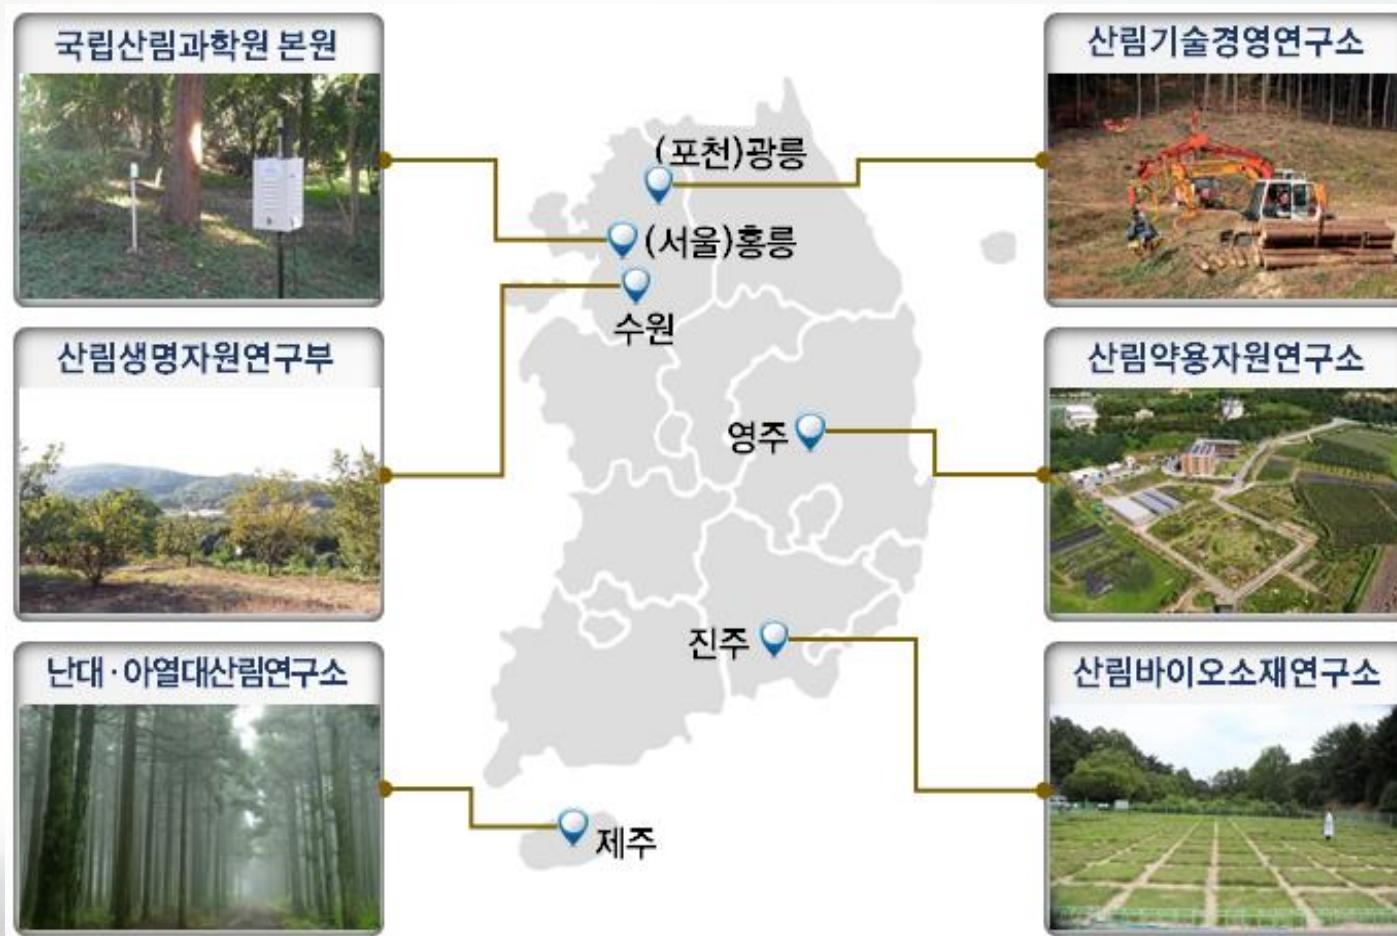 국립산림과학원 본원
산림기술경영연구소
(포천)광릉
(서울)홍릉
수원
산림생명자원연구부
산림약용자원연구소
영주
진주
난대·아열대산림연구소
산림바이오소재연구소
제주